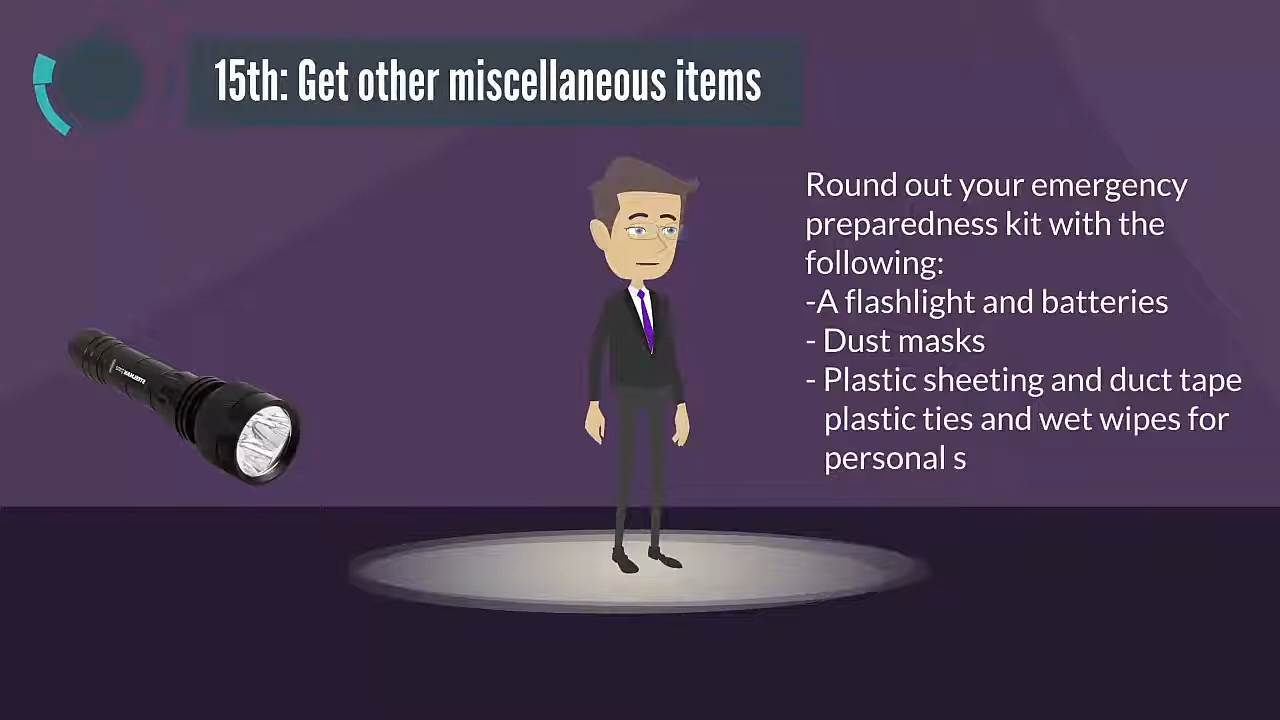 15th: Get other miscellaneous items
Round out your emergency
preparedness kit with the
following:
-A flashlight and batteries
- Dust masks
- Plastic sheeting and duct tape
plastic ties and wet wipes for
personal s